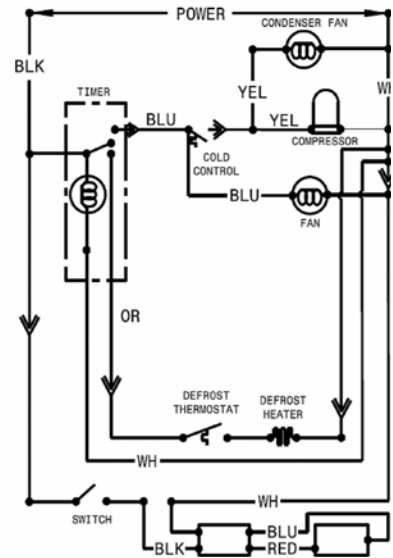 POWER
CONDENSER FAN
BLK
WH
TIMER
YEL
BLU
YEL
COMPRESSOR
COLD
CONTROL
BLU
FAN
OR
DEFROST
THERMOSTAT
DEFROST
HEATER
WH
WH
SWITCH
BLU
BLK
RED